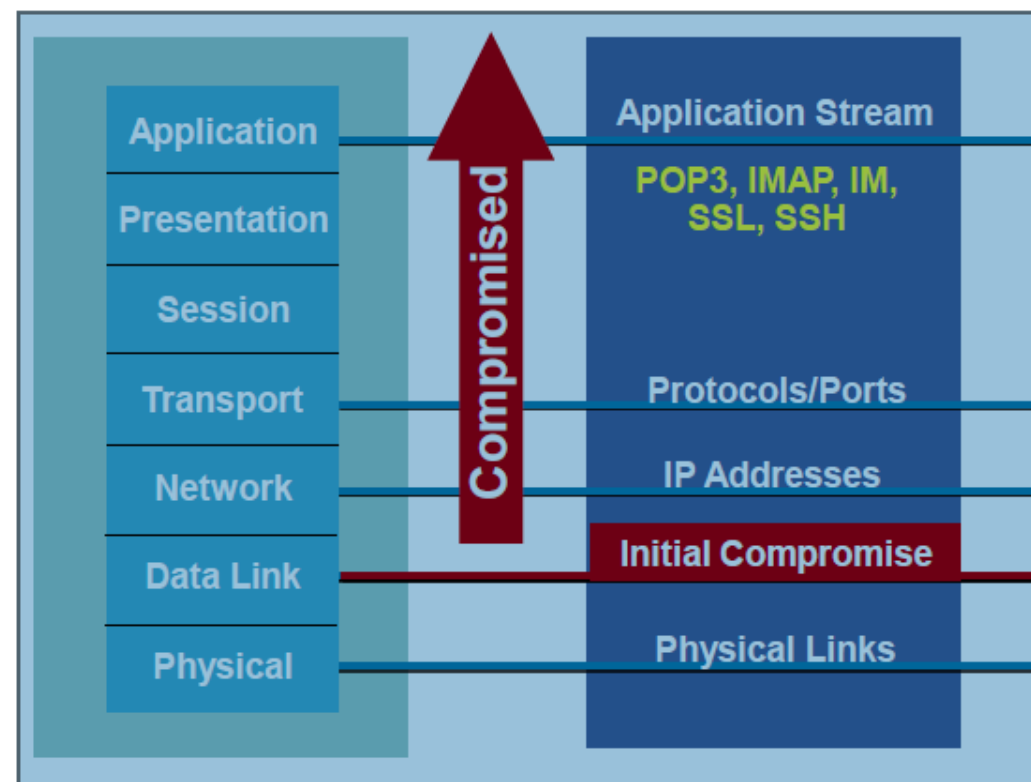 Application
Presentation
Session
Transport
Network
Data Link
Physical
Compromised
Application Stream
POP3, IMAP, IM,
SSL, SSH
Protocols/Ports
IP Addresses
Initial Compromise
Physical Links